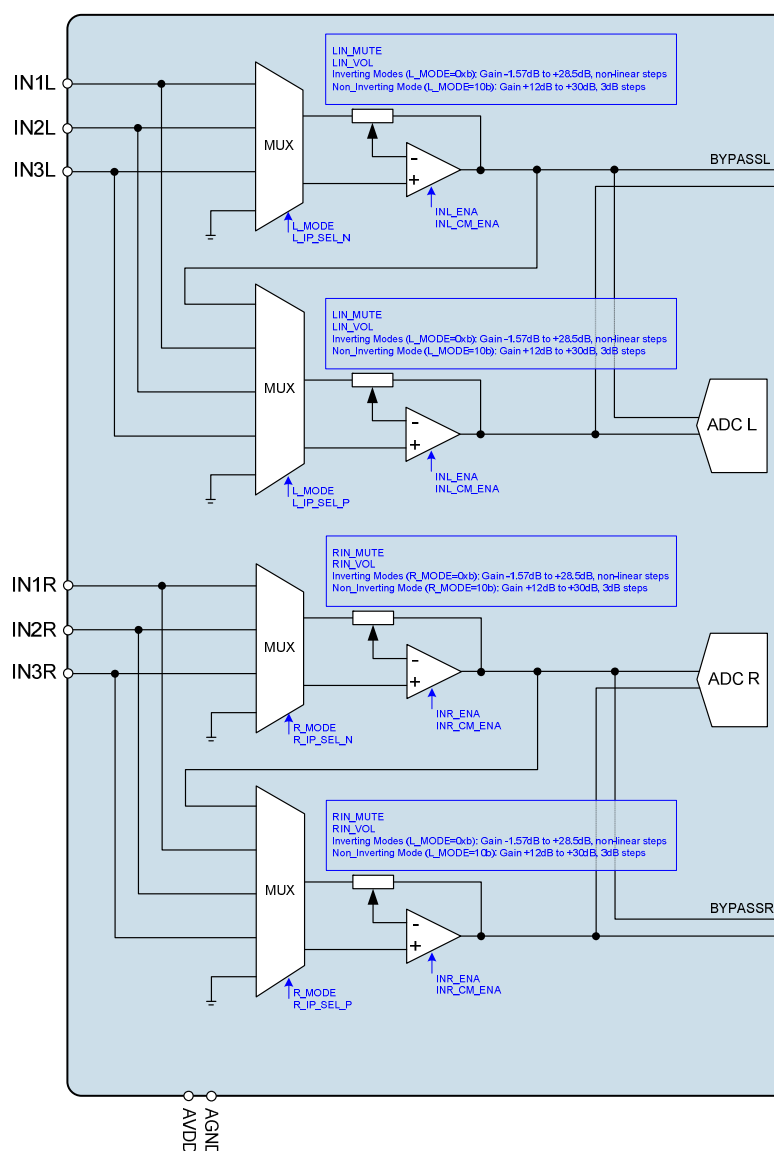 LIN_MUTE
LIN_VOL
Inverting Modes (L_MODE=0xb): Gain -1.57dB to +28.5dB, non-linear steps
Non_Inverting Mode (L_MODE=10b): Gain +12dB to +30dB, 3dB steps
IN1L
IN2L
IN3L
MUX
-
+
BYPASSL
INL_ENA
INL_CM_ENA
L_MODE
L_IP_SEL_N
LIN_MUTE
LIN_VOL
Inverting Modes (L_MODE=0xb): Gain -1.57dB to +28.5dB, non-linear steps
Non_Inverting Mode (L_MODE=10b): Gain +12dB to +30dB, 3dB steps
MUX
-
+
ADC L
INL_ENA
INL_CM_ENA
L_MODE
L_IP_SEL_P
RIN_MUTE
RIN_VOL
Inverting Modes (R_MODE=0xb): Gain -1.57dB to +28.5dB, non-linear steps
Non_Inverting Mode (R_MODE=10b): Gain +12dB to +30dB, 3dB steps
IN1R
IN2R
IN3R
MUX
-
+
ADC R
INR_ENA
INR_CM_ENA
R_MODE
R_IP_SEL_N
RIN_MUTE
RIN_VOL
Inverting Modes (L_MODE=0xb): Gain -1.57dB to +28.5dB, non-linear steps
Non_Inverting Mode (L_MODE=10b): Gain +12dB to +30dB, 3dB steps
MUX
-
+
BYPASSR
INR_ENA
INR_CM_ENA
R_MODE
R_IP_SEL_P
AVDD
AGND